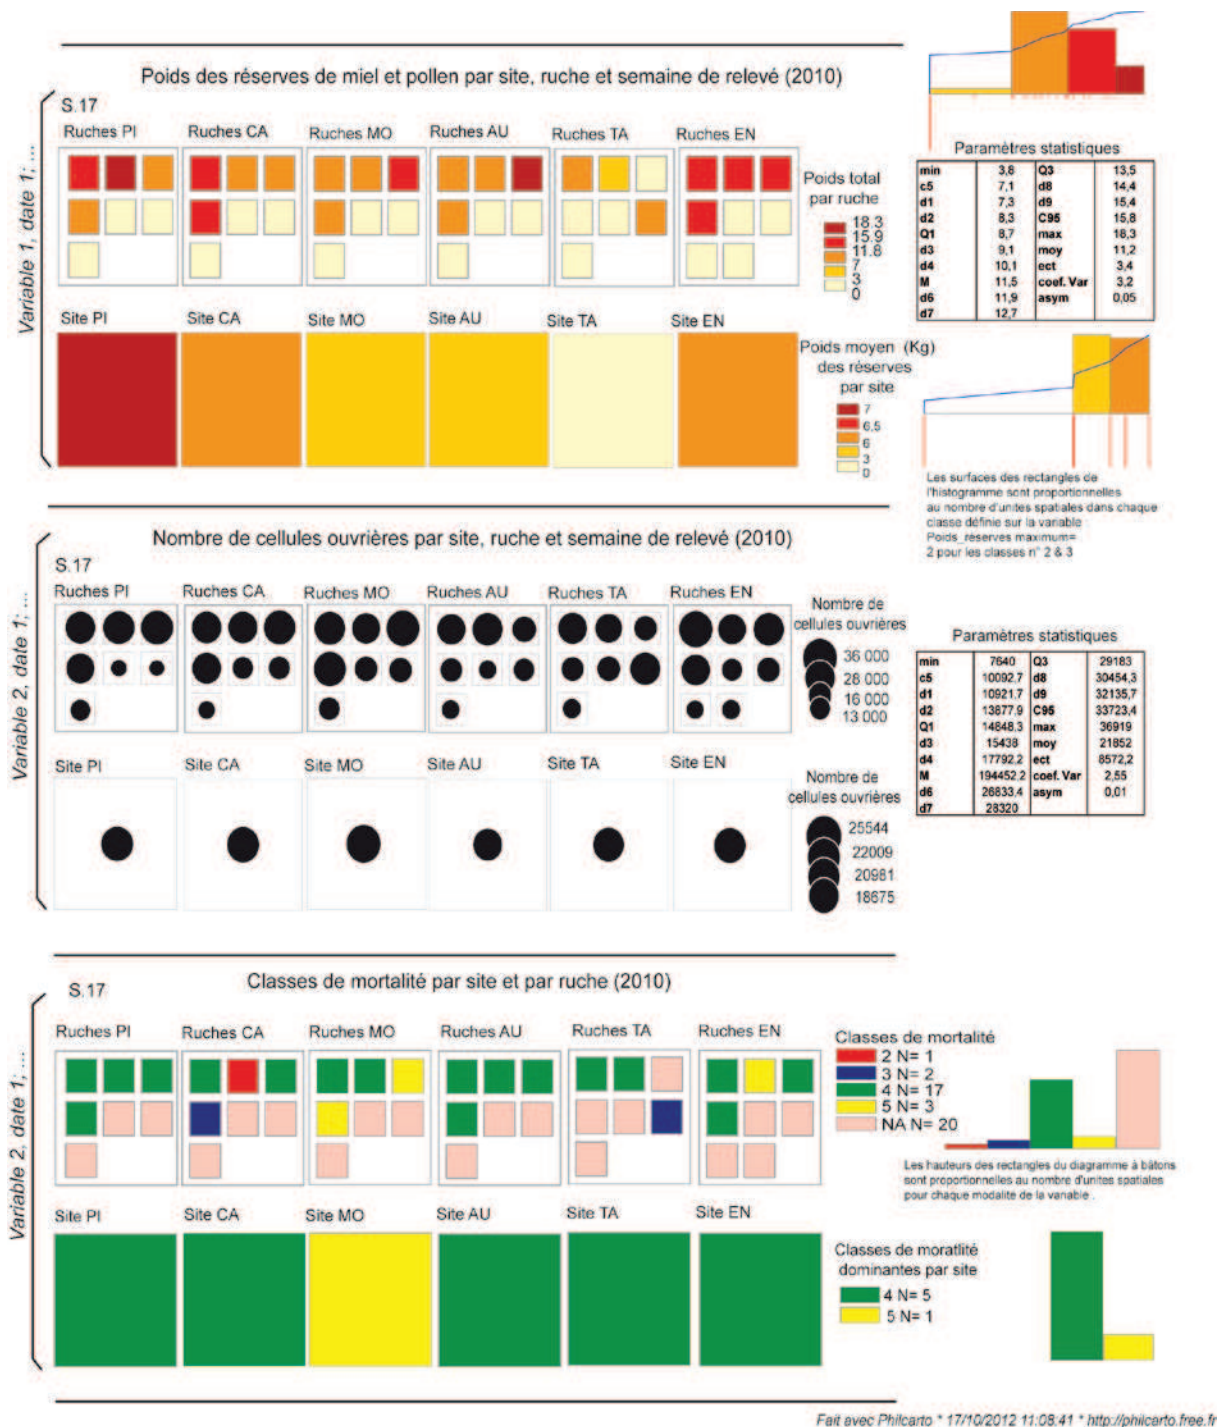 Poids des réserves de miel et pollen par site, ruche et semaine de relevé (2010)
Variable 1, date 1; ...
S.17
Ruches PI
Ruches CA
Ruches MO
Ruches AU
Ruches TA
Ruches EN
Poids total
par ruche
18.3
15.9
11.8
7
3
0
Site PI
Site CA
Site MO
Site AU
Site TA
Site EN
Poids moyen (Kg)
des réserves
par site
7
6.5
6
3
0
Paramètres statistiques
min 3,8 Q3 13,5
c5 7,1 d8 14,4
d1 7,3 d9 15,4
d2 8,3 C95 15,8
Q1 8,7 max 18,3
d3 9,1 moy 11,2
d4 10,1 ect 3,4
M 11,5 coef. Var 3,2
d6 11,9 asym 0,05
d7 12,7
Les surfaces des rectangles de
l'histogramme sont proportionnelles
au nombre d'unites spatiales dans chaque
classe définie sur la variable
Poids_réserves maximum=
2 pour les classes n° 2 & 3
Nombre de cellules ouvrières par site, ruche et semaine de relevé (2010)
Variable 2, date 1; ...
S.17
Ruches PI
Ruches CA
Ruches MO
Ruches AU
Ruches TA
Ruches EN
Nombre de
cellules ouvrières
36 000
28 000
16 000
13 000
Site PI
Site CA
Site MO
Site AU
Site TA
Site EN
Nombre de
cellules ouvrières
25544
22009
20981
18675
Paramètres statistiques
min 7640 Q3 29183
c5 10092,7 d8 30454,3
d1 10921,7 d9 32135,7
d2 13877,9 C95 33723,4
Q1 14848,3 max 36919
d3 15438 moy 21852
d4 17792,2 ect 8572,2
M 194452,2 coef. Var 2,55
d6 26833,4 asym 0,01
d7 28320
Classes de mortalité par site et par ruche (2010)
Variable 2, date 1; ...
S.17
Ruches PI
Ruches CA
Ruches MO
Ruches AU
Ruches TA
Ruches EN
Classes de mortalité
2 N= 1
3 N= 2
4 N= 17
5 N= 3
NA N= 20
Les hauteurs des rectangles du diagramme à bâtons
sont proportionnelles au nombre d'unites spatiales
pour chaque modalité de la variable .
Site PI
Site CA
Site MO
Site AU
Site TA
Site EN
Classes de moratlité
dominantes par site
4 N= 5
5 N= 1
Fait avec Philcarto * 17/10/2012 11:08:41 * http://philcarto.free.fr